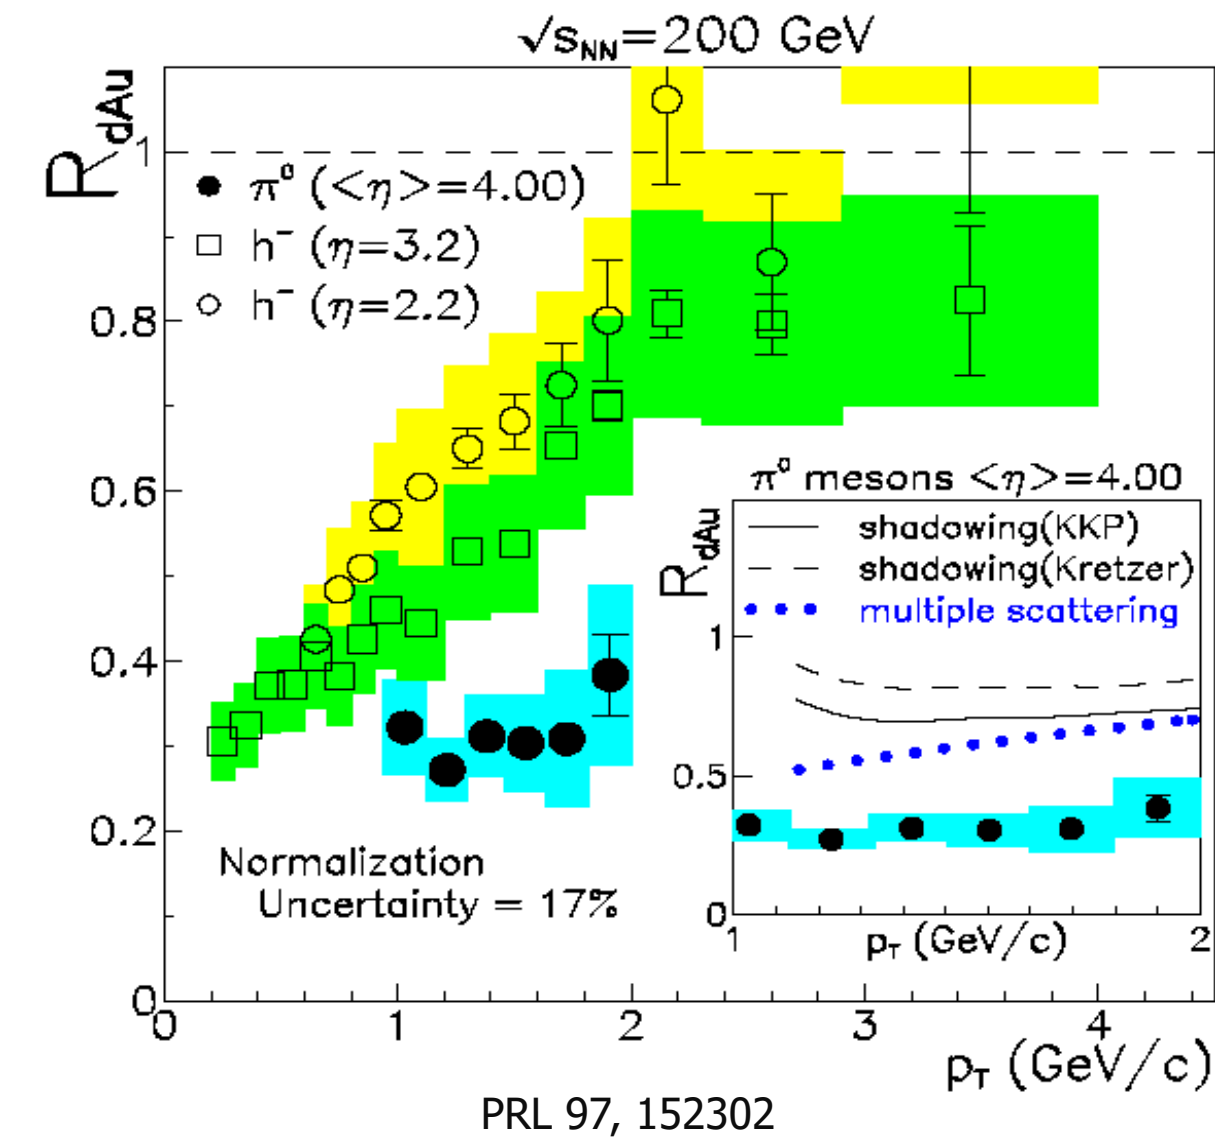 √sNN=200 GeV
RdAu
1
0.8
0.6
0.4
0.2
0
π⁰ (<η>=4.00)
h⁻ (η=3.2)
h⁻ (η=2.2)
Normalization
Uncertainty = 17%
π⁰ mesons <η>=4.00
RdAu
shadowing(KKP)
shadowing(Kretzer)
multiple scattering
1
0.5
0
1 2
pT (GeV/c)
0 1 2 3 4
pT (GeV/c)
PRL 97, 152302